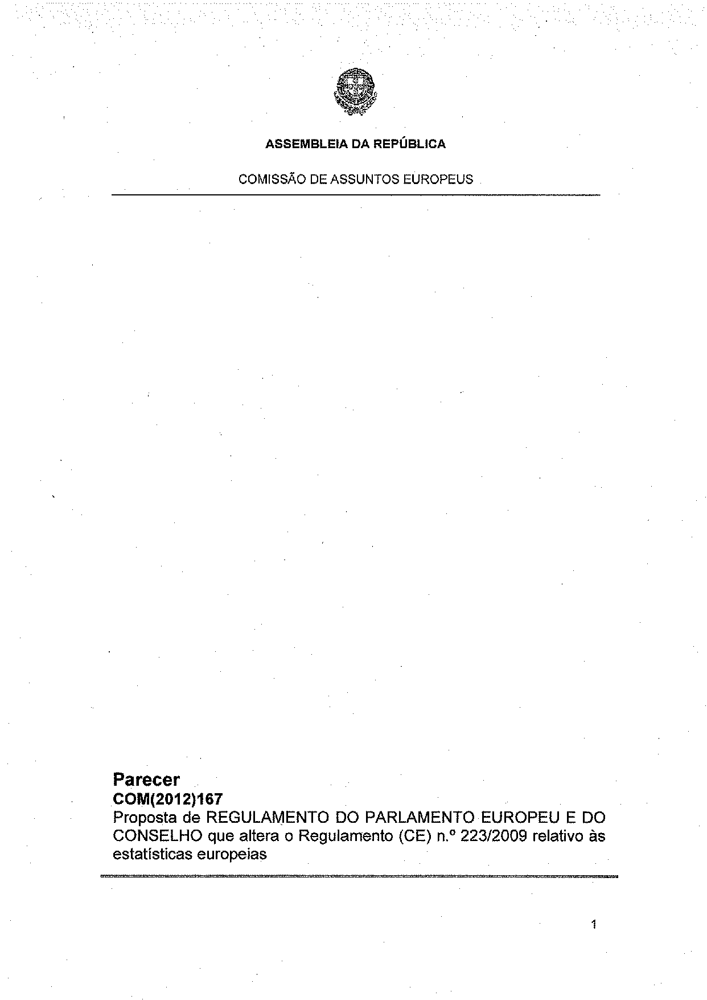 ASSEMBLEIA DA REPÚBLICA
COMISSÃO DE ASSUNTOS EUROPEUS
Parecer
COM(2012)167
Proposta de REGULAMENTO DO PARLAMENTO EUROPEU E DO
CONSELHO que altera o Regulamento (CE) n.º 223/2009 relativo às
estatísticas europeias
1